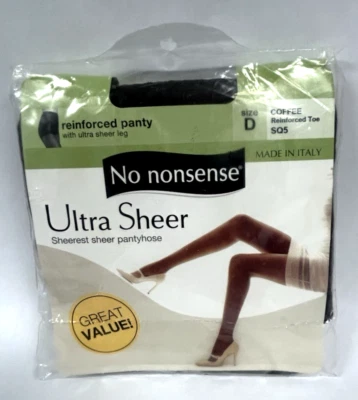 reinforced panty
with ultra sheer leg
SIZE
D
COFFEE
Reinforced Toe
SQ5
MADE IN ITALY
No nonsense®
Ultra Sheer
Sheerest sheer pantyhose
GREAT
VALUE!